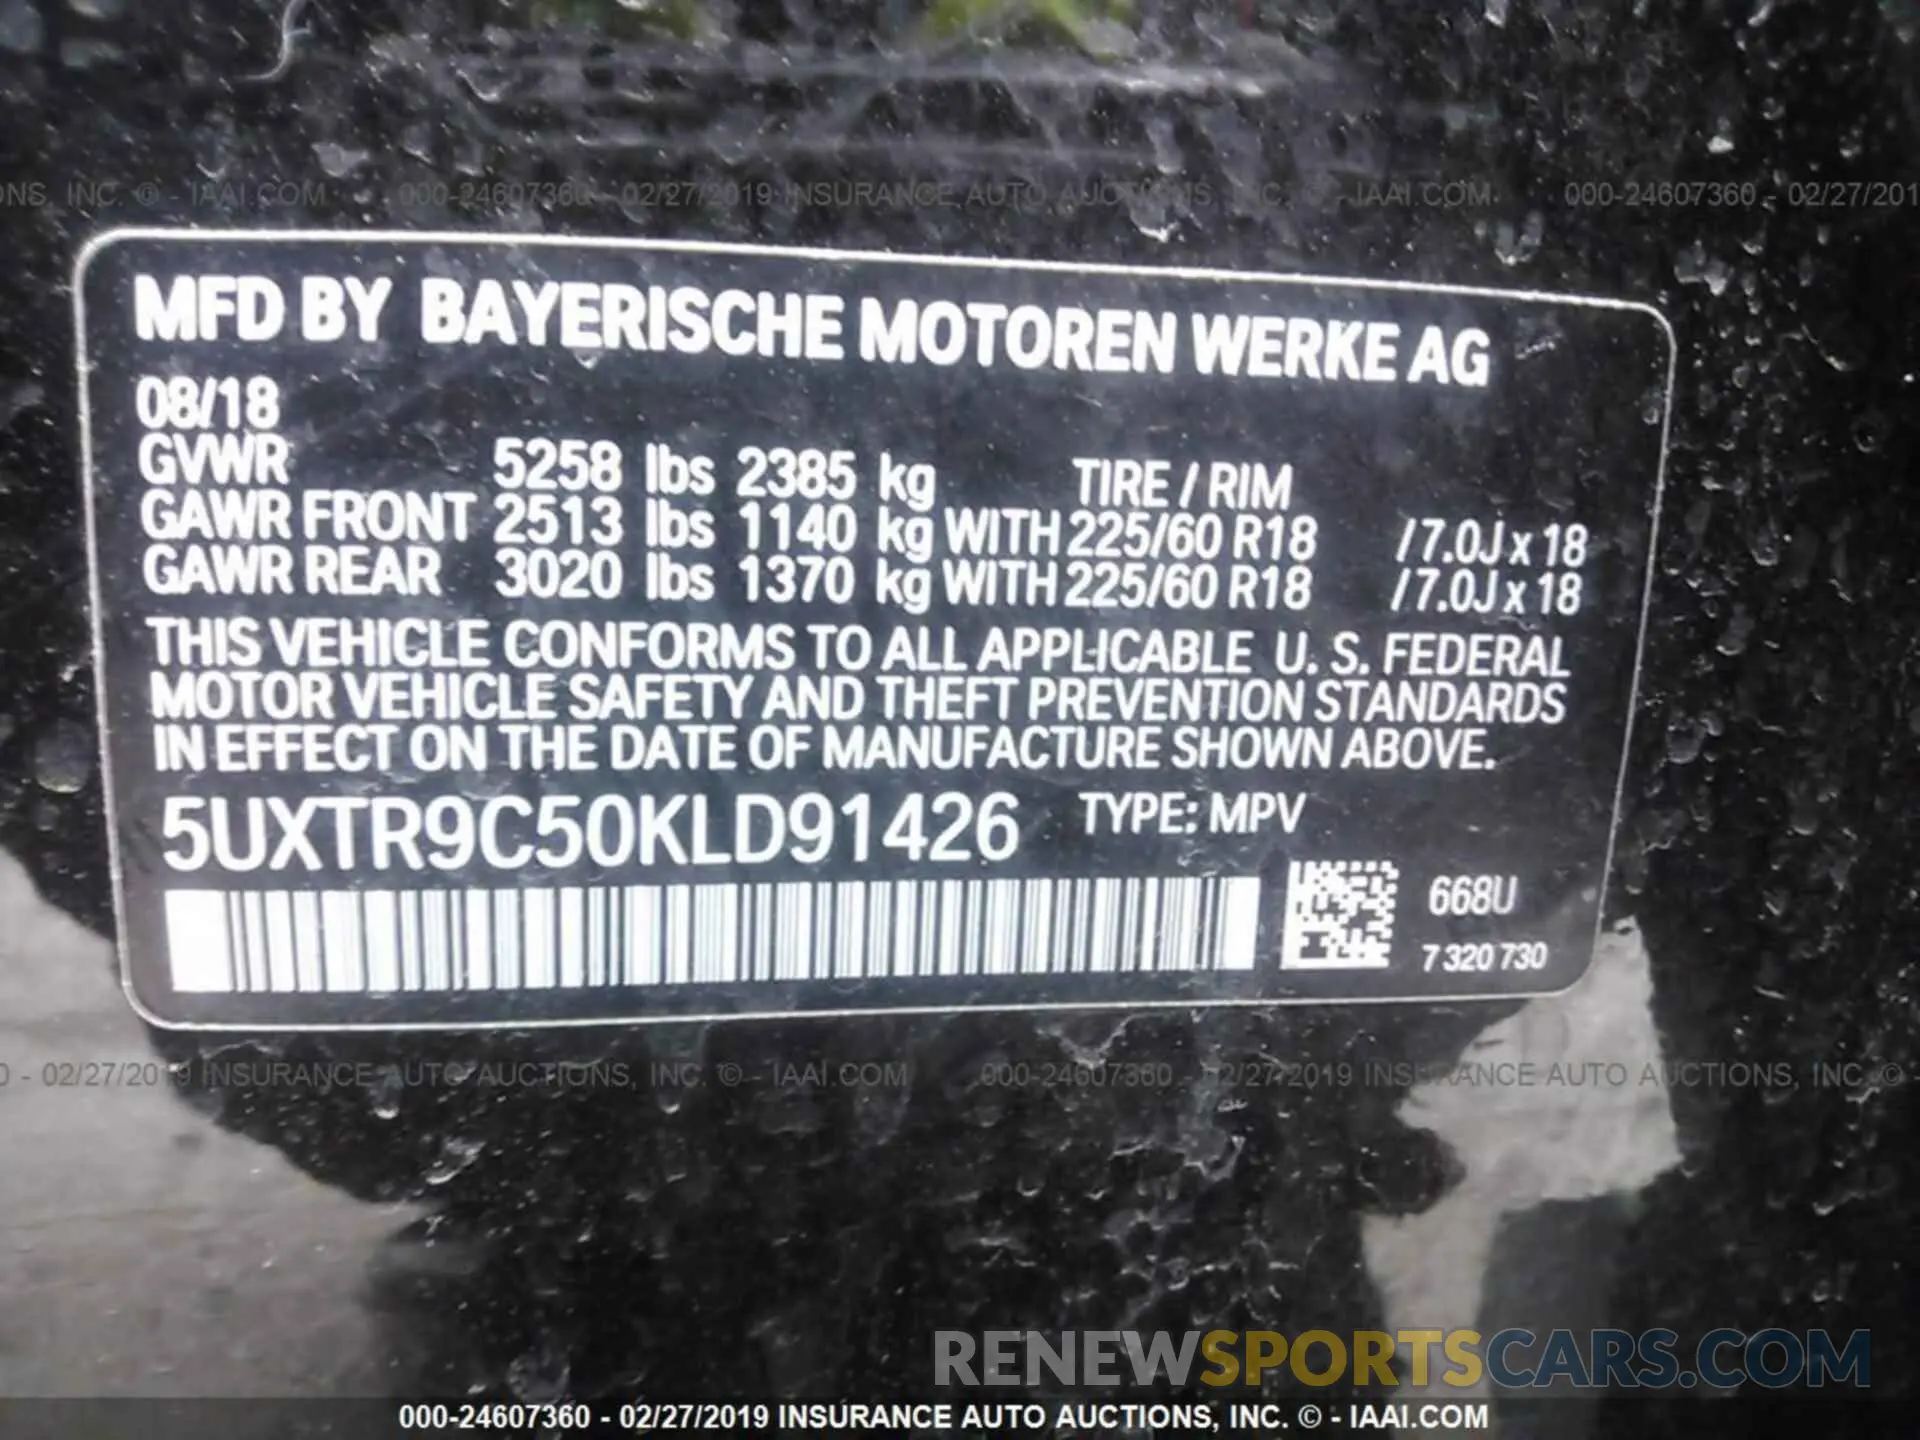 ONS, INC. © - IAAI.COM 000-24607360 - 02/27/2019 INSURANCE AUTO AUCTIONS, INC. © - IAAI.COM 000-24607360 - 02/27/201
MFD BY BAYERISCHE MOTOREN WERKE AG
08/18
GVWR 5258 lbs 2385 kg TIRE / RIM
GAWR FRONT 2513 lbs 1140 kg WITH 225/60 R18 /7.0J x 18
GAWR REAR 3020 lbs 1370 kg WITH 225/60 R18 /7.0J x 18
THIS VEHICLE CONFORMS TO ALL APPLICABLE U. S. FEDERAL
MOTOR VEHICLE SAFETY AND THEFT PREVENTION STANDARDS
IN EFFECT ON THE DATE OF MANUFACTURE SHOWN ABOVE.
5UXTR9C50KLD91426 TYPE: MPV
668U
7 320 730
0 - 02/27/2019 INSURANCE AUTO AUCTIONS, INC. © - IAAI.COM 000-24607360 - 02/27/2019 INSURANCE AUTO AUCTIONS, INC. ©
RENEWSPORTSCARS.COM
000-24607360 - 02/27/2019 INSURANCE AUTO AUCTIONS, INC. © - IAAI.COM